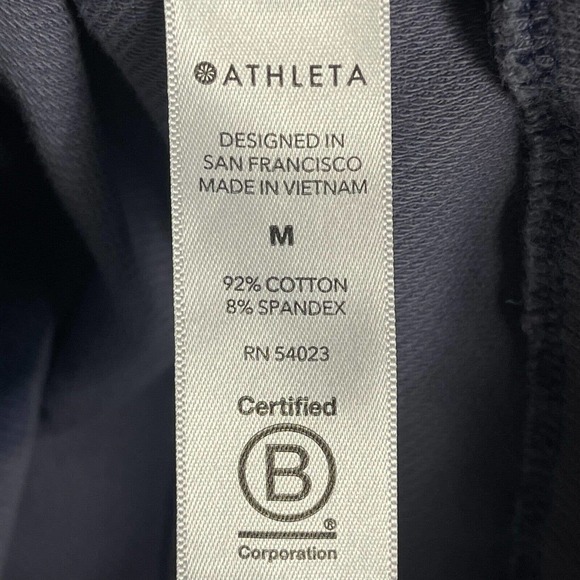 ATHLETA
DESIGNED IN
SAN FRANCISCO
MADE IN VIETNAM
M
92% COTTON
8% SPANDEX
RN 54023
Certified
B
®
Corporation